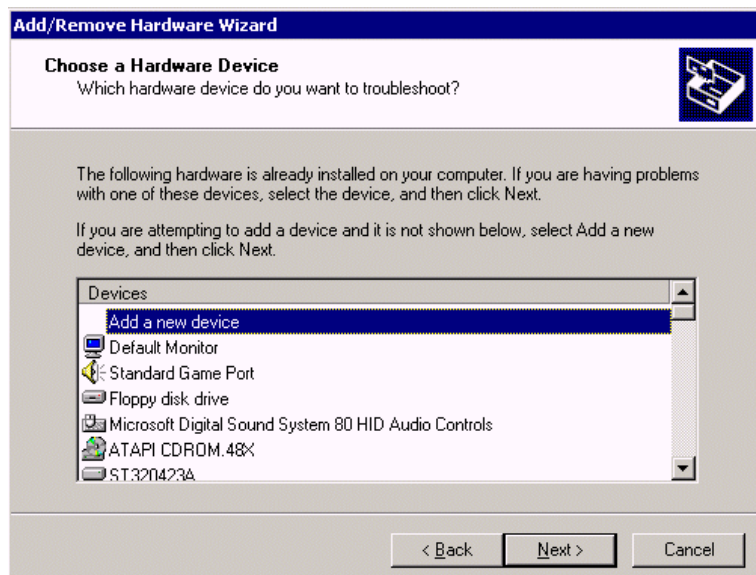 Add/Remove Hardware Wizard
Choose a Hardware Device
Which hardware device do you want to troubleshoot?
The following hardware is already installed on your computer. If you are having problems
with one of these devices, select the device, and then click Next.
If you are attempting to add a device and it is not shown below, select Add a new
device, and then click Next.
Devices
Add a new device
Default Monitor
Standard Game Port
Floppy disk drive
Microsoft Digital Sound System 80 HID Audio Controls
ATAPI CDROM.48X
ST320423A
< Back Next > Cancel